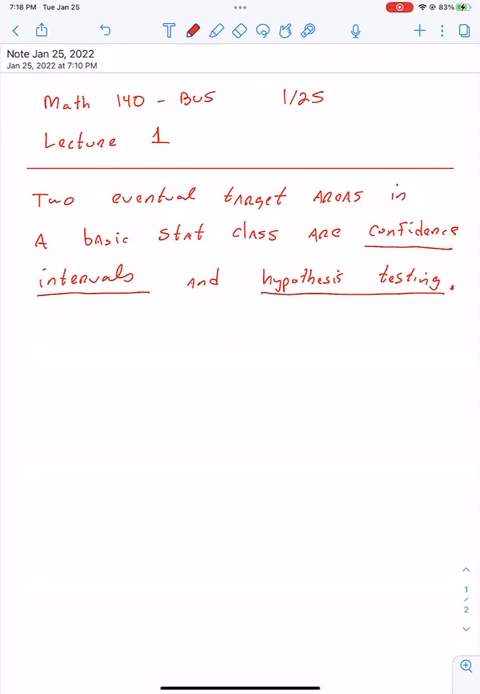 7:18 PM Tue Jan 25
83%
Note Jan 25, 2022
Jan 25, 2022 at 7:10 PM
Math 140 - BUS 1/25
Lecture 1
Two eventual target areas in
A basic stat class are confidence
intervals and hypothesis testing.
1
/
2